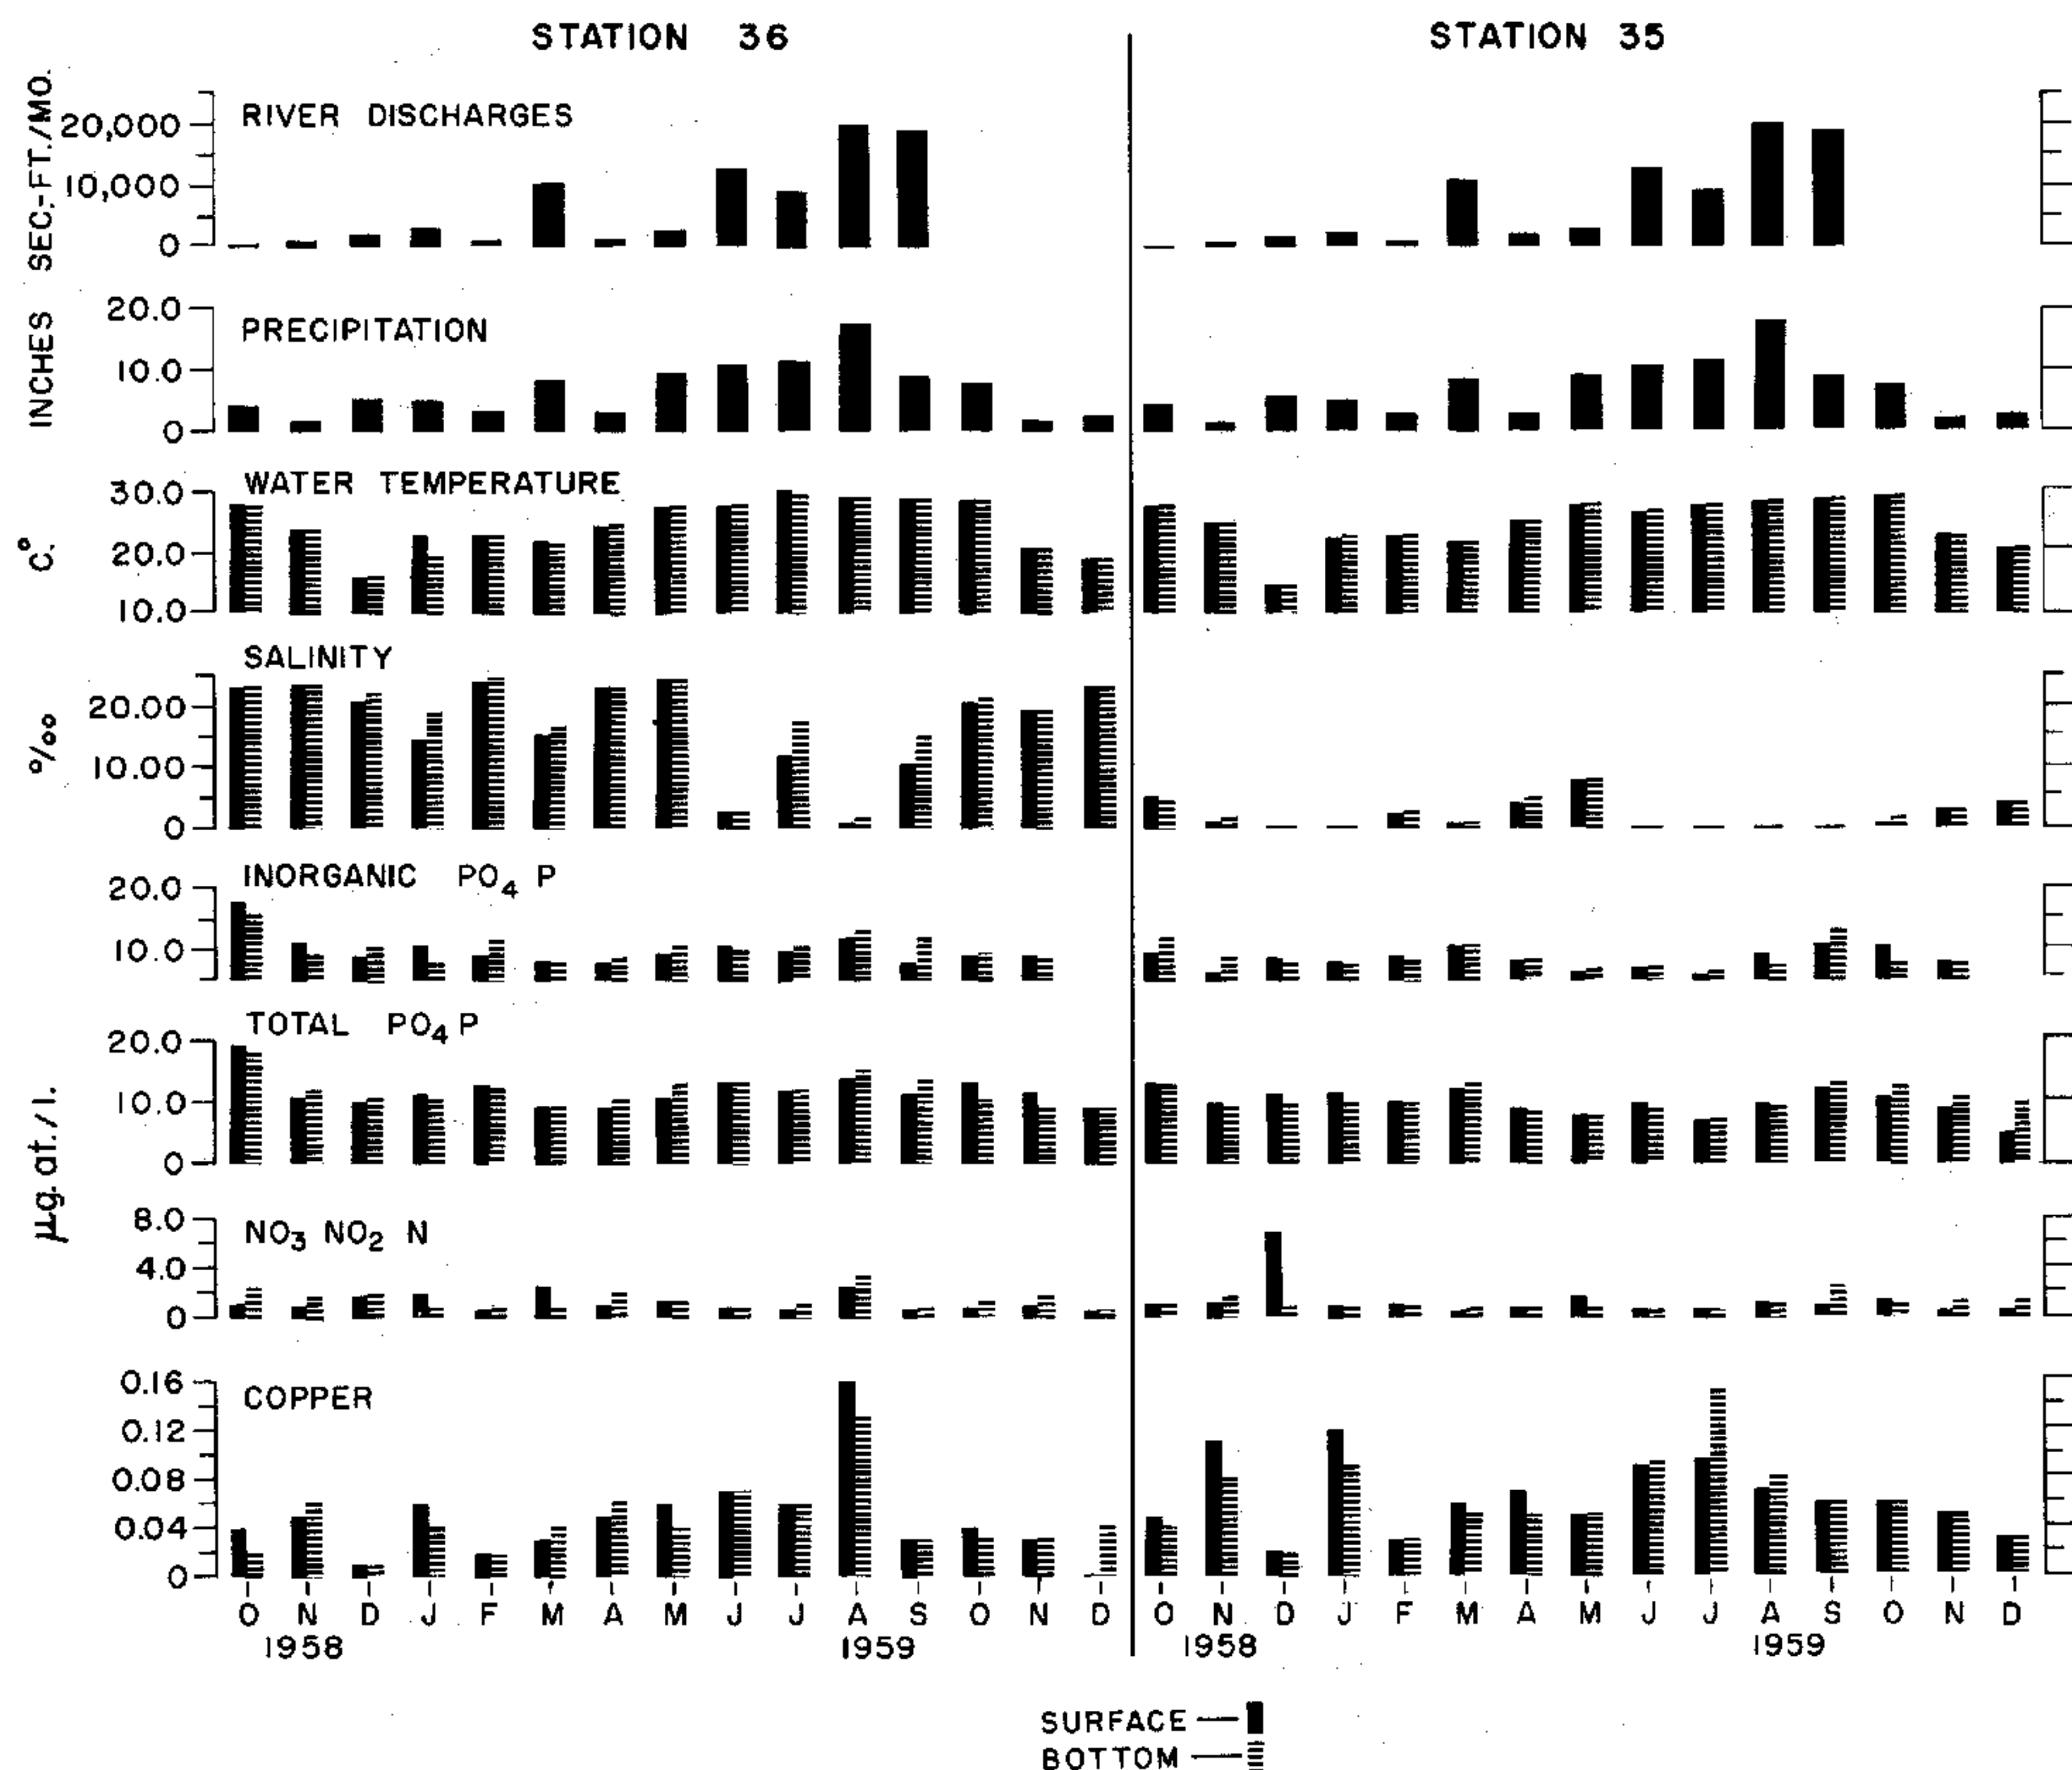 STATION 36
STATION 35
SEC.-FT./MO.
20,000
10,000
0
RIVER DISCHARGES
INCHES
20.0
10.0
0
PRECIPITATION
C.°
30.0
20.0
10.0
WATER TEMPERATURE
‰
20.00
10.00
0
SALINITY
µg. at. / l.
20.0
10.0
INORGANIC PO4 P
20.0
10.0
0
TOTAL PO4 P
8.0
4.0
0
NO3 NO2 N
0.16
0.12
0.08
0.04
0
COPPER
O N D J F M A M J J A S O N D
O N D J F M A M J J A S O N D
1958 1959
1958 1959
SURFACE
BOTTOM